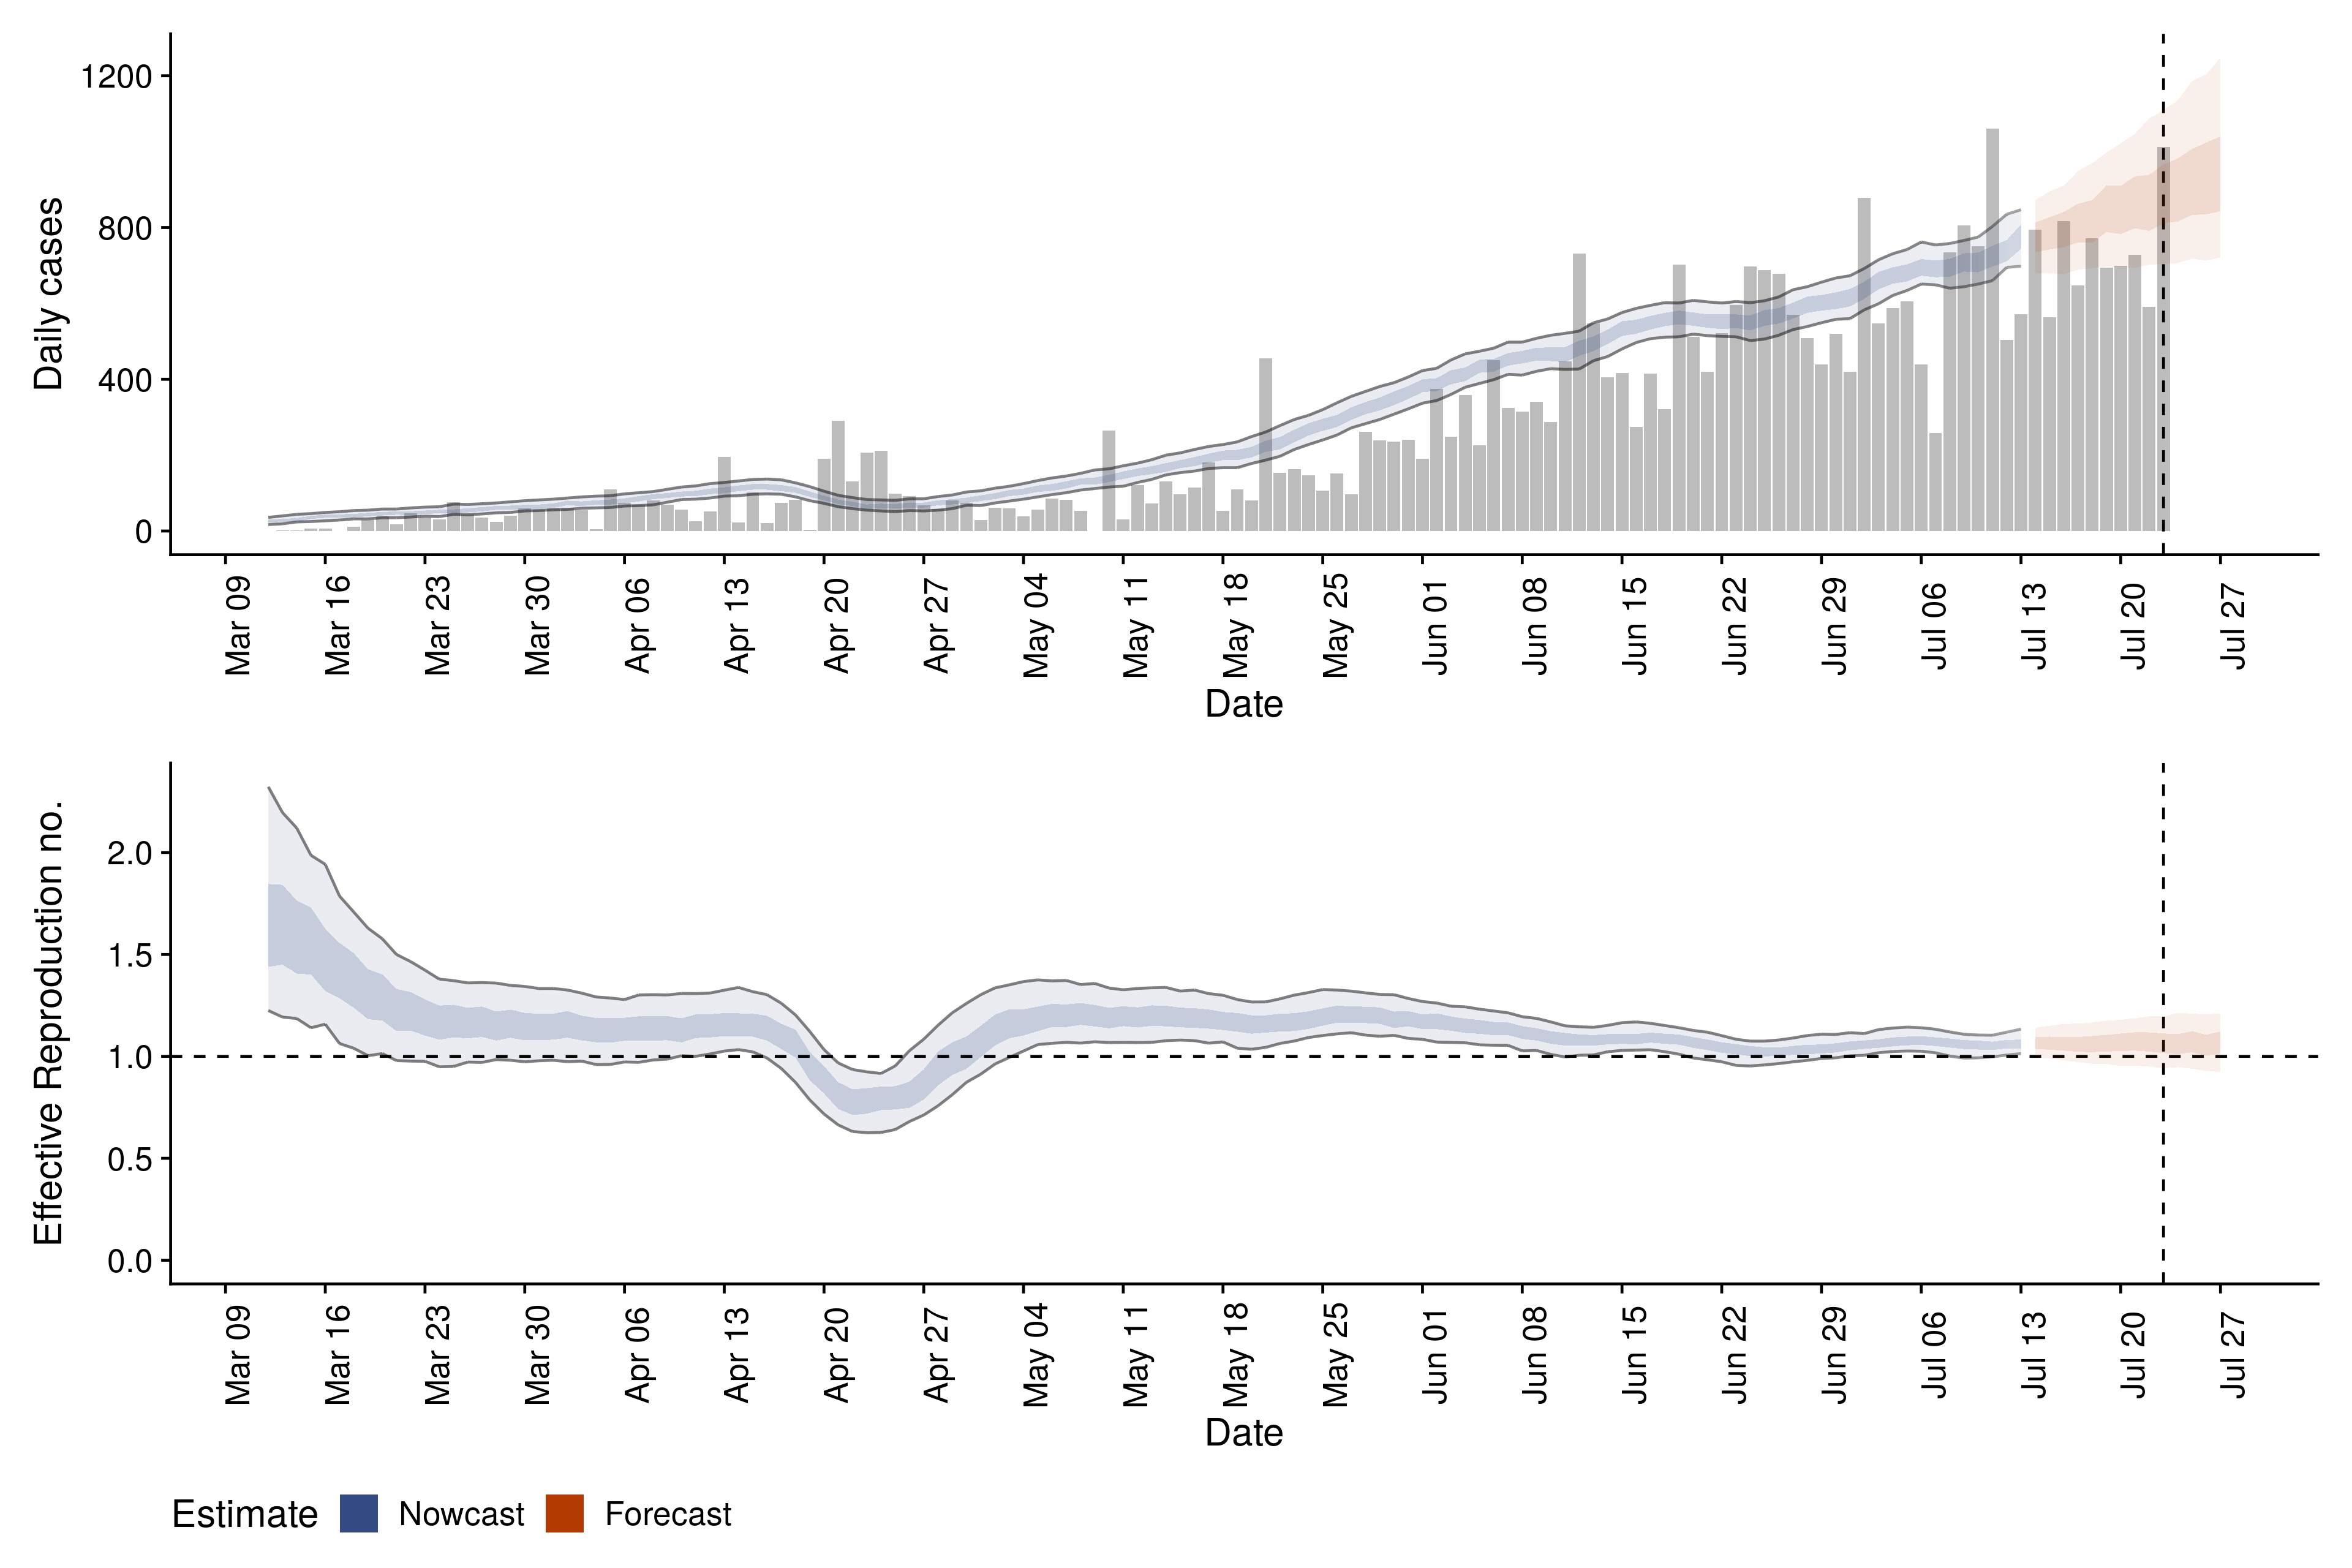 Daily cases
1200
800
400
0
Mar 09
Mar 16
Mar 23
Mar 30
Apr 06
Apr 13
Apr 20
Apr 27
May 04
May 11
May 18
May 25
Jun 01
Jun 08
Jun 15
Jun 22
Jun 29
Jul 06
Jul 13
Jul 20
Jul 27
Date
Effective Reproduction no.
2.0
1.5
1.0
0.5
0.0
Mar 09
Mar 16
Mar 23
Mar 30
Apr 06
Apr 13
Apr 20
Apr 27
May 04
May 11
May 18
May 25
Jun 01
Jun 08
Jun 15
Jun 22
Jun 29
Jul 06
Jul 13
Jul 20
Jul 27
Date
Estimate Nowcast Forecast